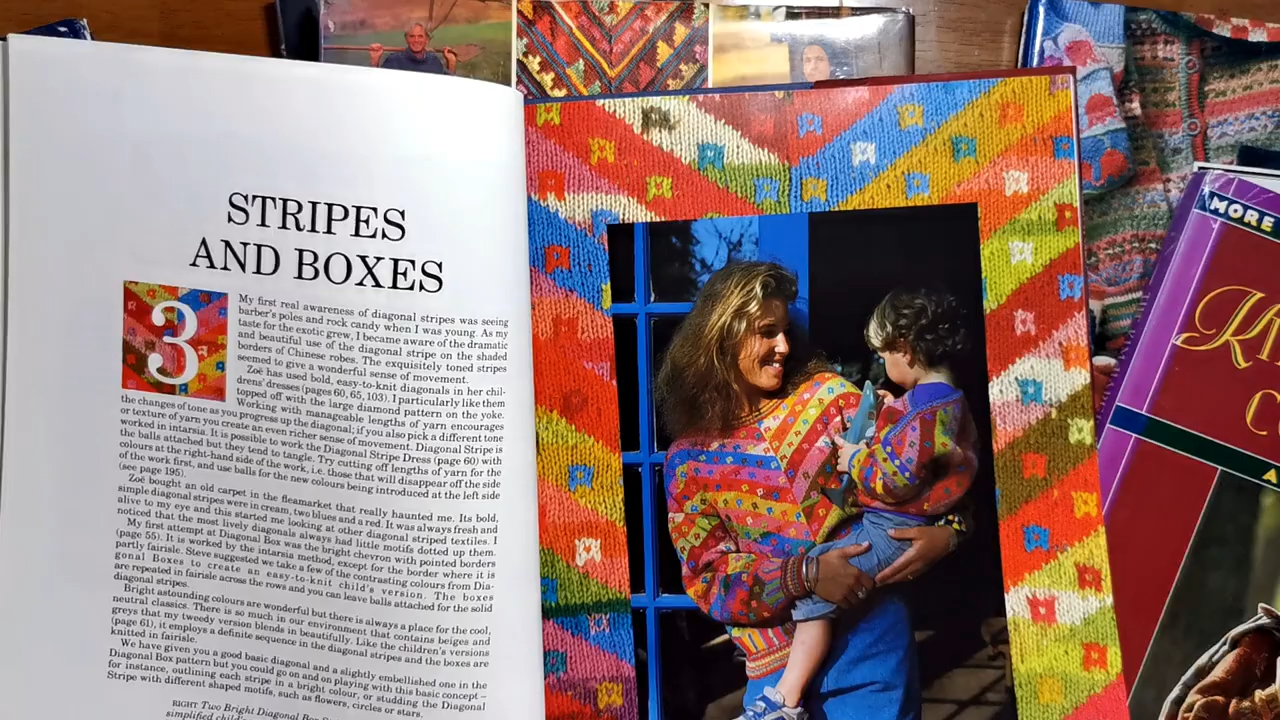 STRIPES
AND BOXES
3
My first real awareness of diagonal stripes was seeing
barber's poles and rock candy when I was young. As my
taste for the exotic grew, I became aware of the dramatic
and beautiful use of the diagonal stripe on the shaded
borders of Chinese robes. The exquisitely toned stripes
seemed to give a wonderful sense of movement.
Zoë has used bold, easy-to-knit diagonals in her chil-
drens' dresses (pages 60, 65, 103). I particularly like them
topped off with the large diamond pattern on the yoke.
Working with manageable lengths of yarn encourages
the changes of tone as you progress up the diagonal; if you also pick a different tone
or texture of yarn you create an even richer sense of movement. Diagonal Stripe is
worked in intarsia. It is possible to work the Diagonal Stripe Dress (page 60) with
the balls attached but they tend to tangle. Try cutting off lengths of yarn for the
colours at the right-hand side of the work, i.e. those that will disappear off the side
of the work first, and use balls for the new colours being introduced at the left side
(see page 195).
Zoë bought an old carpet in the fleamarket that really haunted me. Its bold,
simple diagonal stripes were in cream, two blues and a red. It was always fresh and
alive to my eye and this started me looking at other diagonal striped textiles. I
noticed that the most lively diagonals always had little motifs dotted up them.
My first attempt at Diagonal Box was the bright chevron with pointed borders
(page 55). It is worked by the intarsia method, except for the border where it is
partly fairisle. Steve suggested we take a few of the contrasting colours from Dia-
gonal Boxes to create an easy-to-knit child's version. The boxes
are repeated in fairisle across the rows and you can leave balls attached for the solid
diagonal stripes.
Bright astounding colours are wonderful but there is always a place for the cool,
neutral classics. There is so much in our environment that contains beiges and
greys that my tweedy version blends in beautifully. Like the children's versions
(page 61), it employs a definite sequence in the diagonal stripes and the boxes are
knitted in fairisle.
We have given you a good basic diagonal and a slightly embellished one in the
Diagonal Box pattern but you could go on and on playing with this basic concept –
for instance, outlining each stripe in a bright colour, or studding the Diagonal
Stripe with different shaped motifs, such as flowers, circles or stars.
RIGHT Two Bright Diagonal Box
simplified child's
MORE